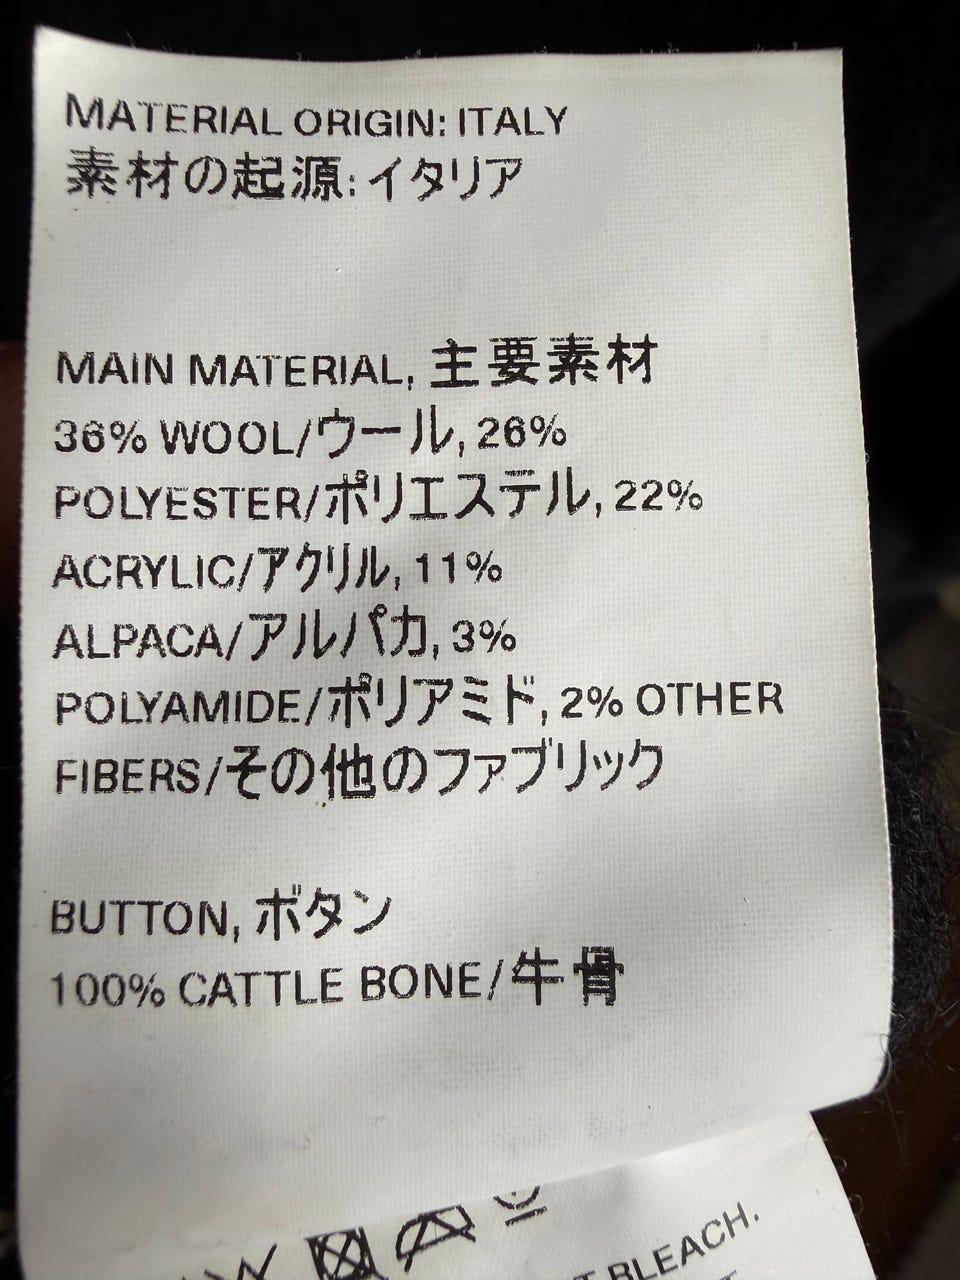 MATERIAL ORIGIN: ITALY
素材の起源: イタリア
MAIN MATERIAL, 主要素材
36% WOOL/ウール, 26%
POLYESTER/ポリエステル, 22%
ACRYLIC/アクリル, 11%
ALPACA/アルパカ, 3%
POLYAMIDE/ポリアミド, 2% OTHER
FIBERS/その他のファブリック
BUTTON, ボタン
100% CATTLE BONE/牛骨
BLEACH.